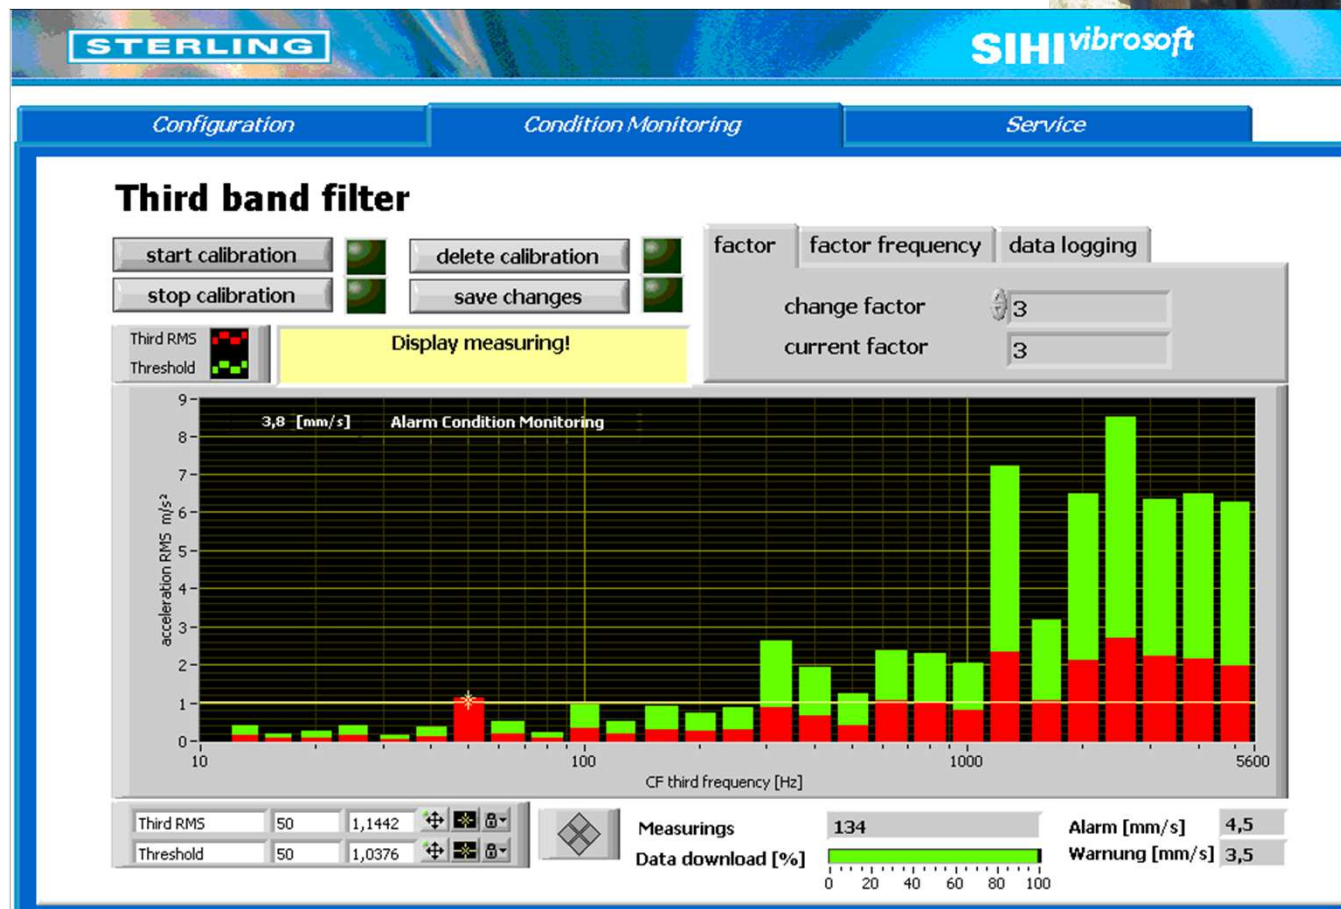 STERLING
SIHI vibrosoft
Configuration
Condition Monitoring
Service
Third band filter
start calibration
delete calibration
stop calibration
save changes
factor
factor frequency
data logging
change factor 3
current factor 3
Third RMS
Threshold
Display measuring!
3,8 [mm/s] Alarm Condition Monitoring
acceleration RMS m/s²
9
8
7
6
5
4
3
2
1
0
10 100 1000 5600
CF third frequency [Hz]
Third RMS 50 1,1442
Threshold 50 1,0376
Measurings 134
Data download [%]
0 20 40 60 80 100
Alarm [mm/s] 4,5
Warnung [mm/s] 3,5